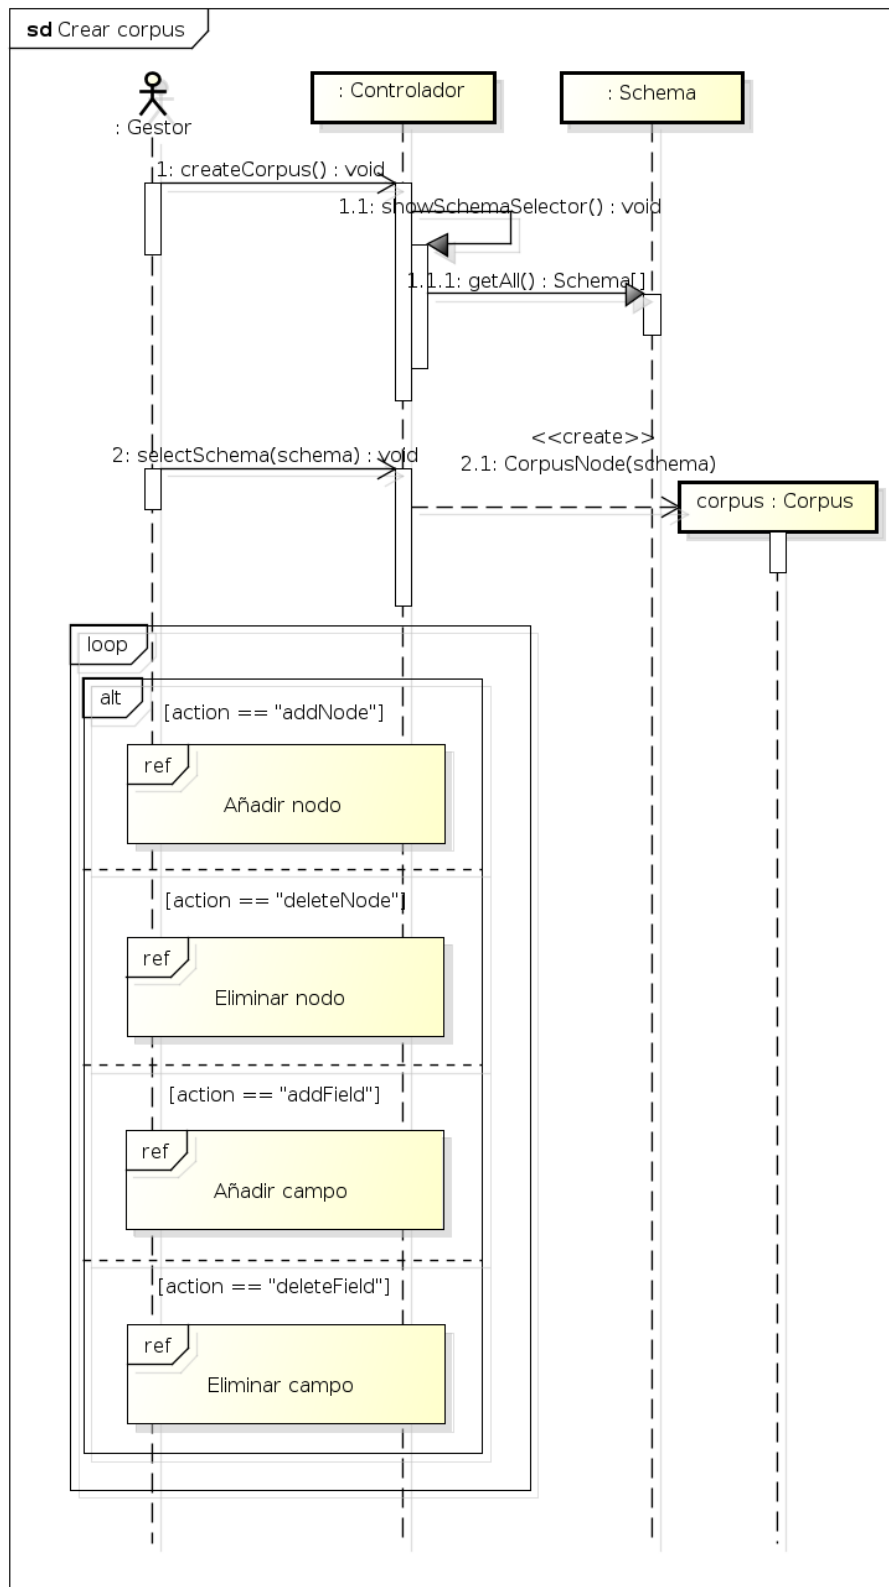 sd Crear corpus
: Gestor
: Controlador
: Schema
1: createCorpus() : void
1.1: showSchemaSelector() : void
1.1.1: getAll() : Schema[]
2: selectSchema(schema) : void
<<create>>
2.1: CorpusNode(schema)
corpus : Corpus
loop
alt
[action == "addNode"]
ref
Añadir nodo
[action == "deleteNode"]
ref
Eliminar nodo
[action == "addField"]
ref
Añadir campo
[action == "deleteField"]
ref
Eliminar campo